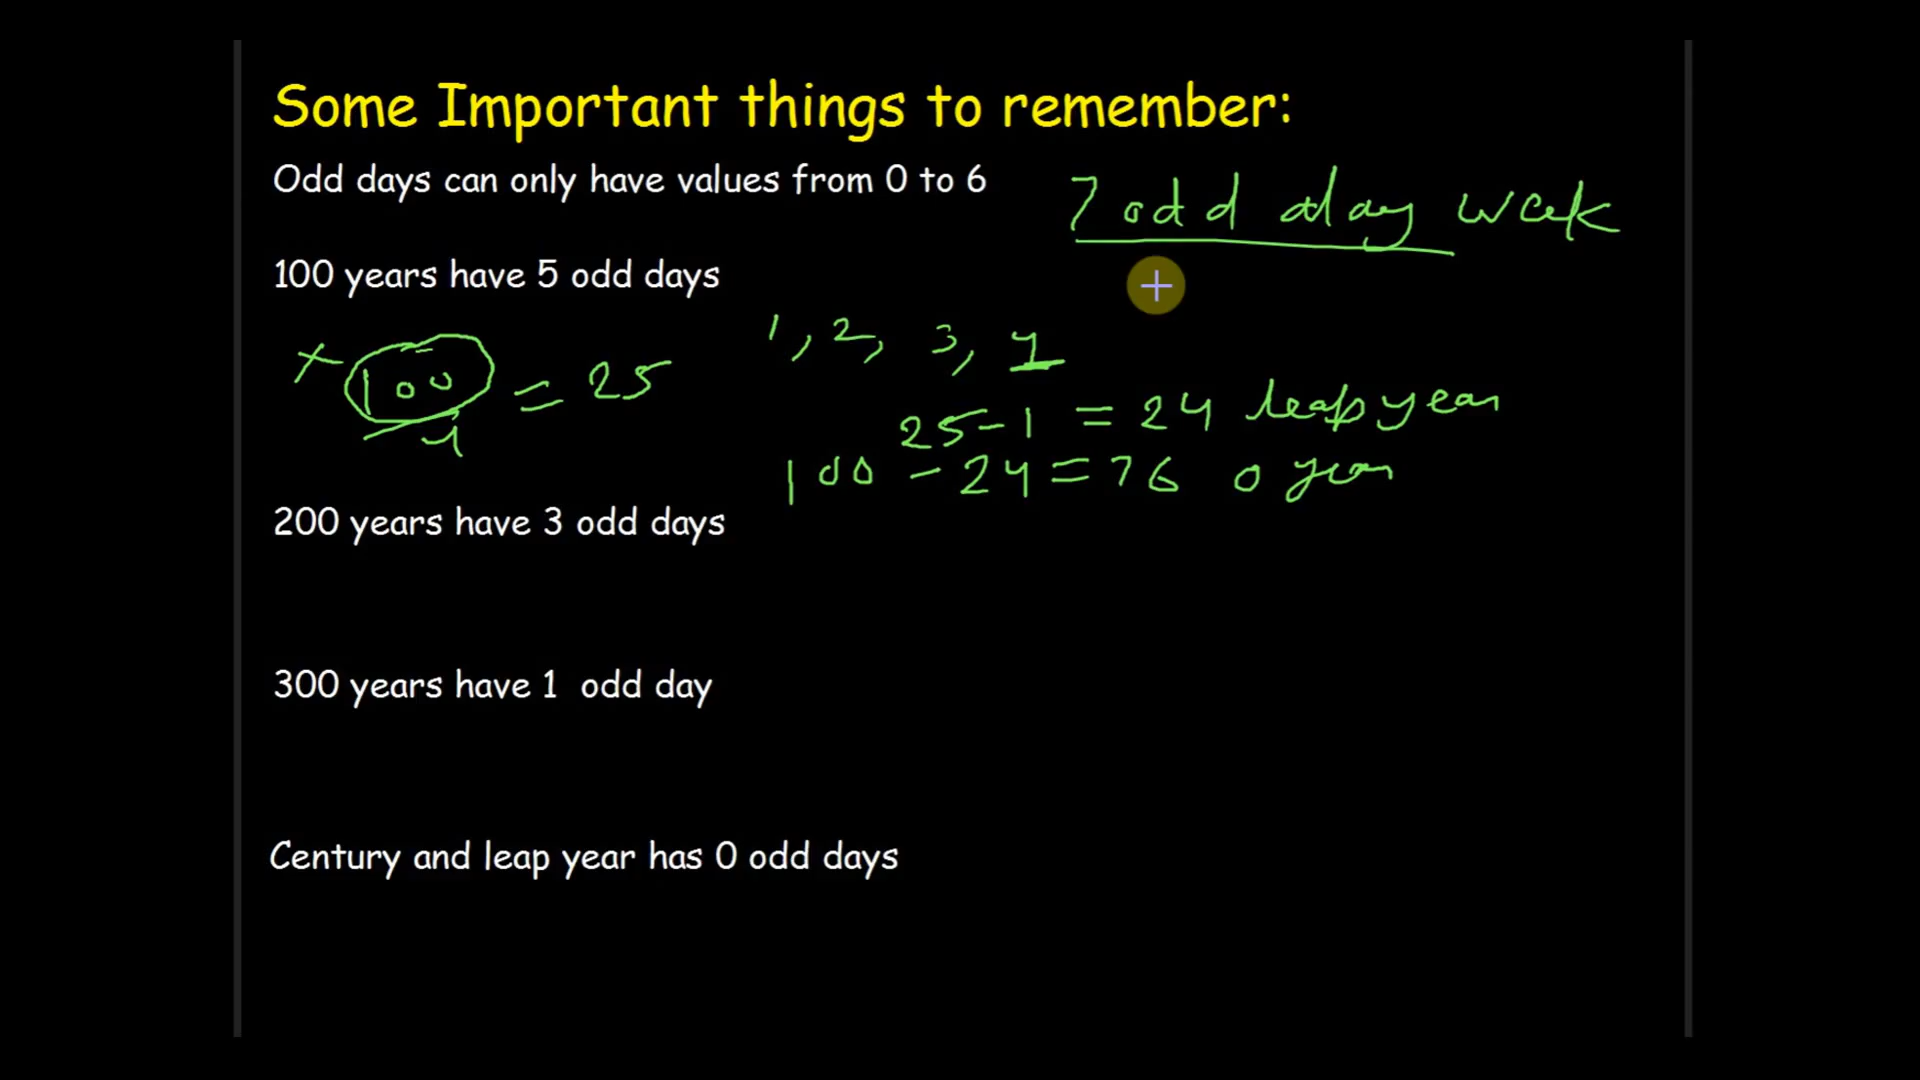 Some Important things to remember:
Odd days can only have values from 0 to 6
7 odd day week
100 years have 5 odd days
1, 2, 3, 4
100/4 = 25
25-1 = 24 leap year
100 - 24 = 76 o year
200 years have 3 odd days
300 years have 1 odd day
Century and leap year has 0 odd days